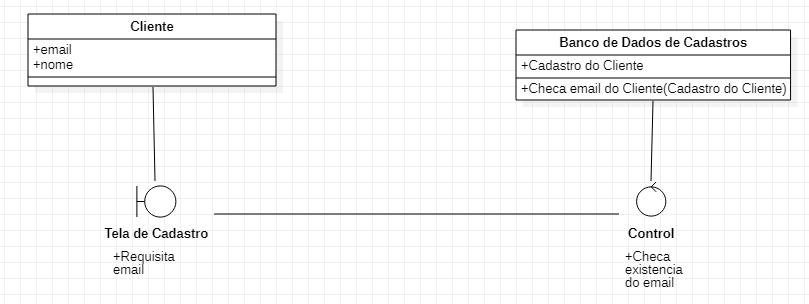 Cliente
+email
+nome
Banco de Dados de Cadastros
+Cadastro do Cliente
+Checa email do Cliente(Cadastro do Cliente)
Tela de Cadastro
+Requisita
email
Control
+Checa
existencia
do email